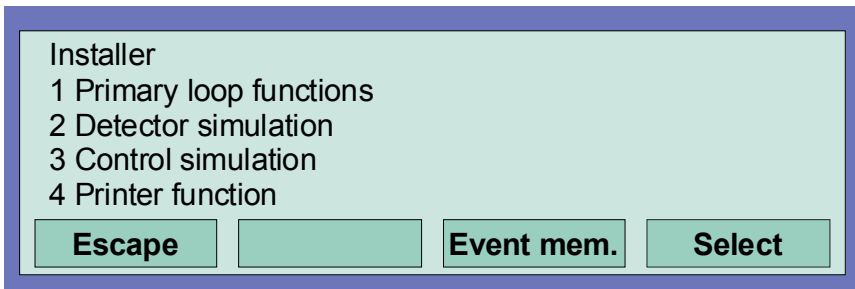 Installer
1 Primary loop functions
2 Detector simulation
3 Control simulation
4 Printer function
Escape Event mem. Select